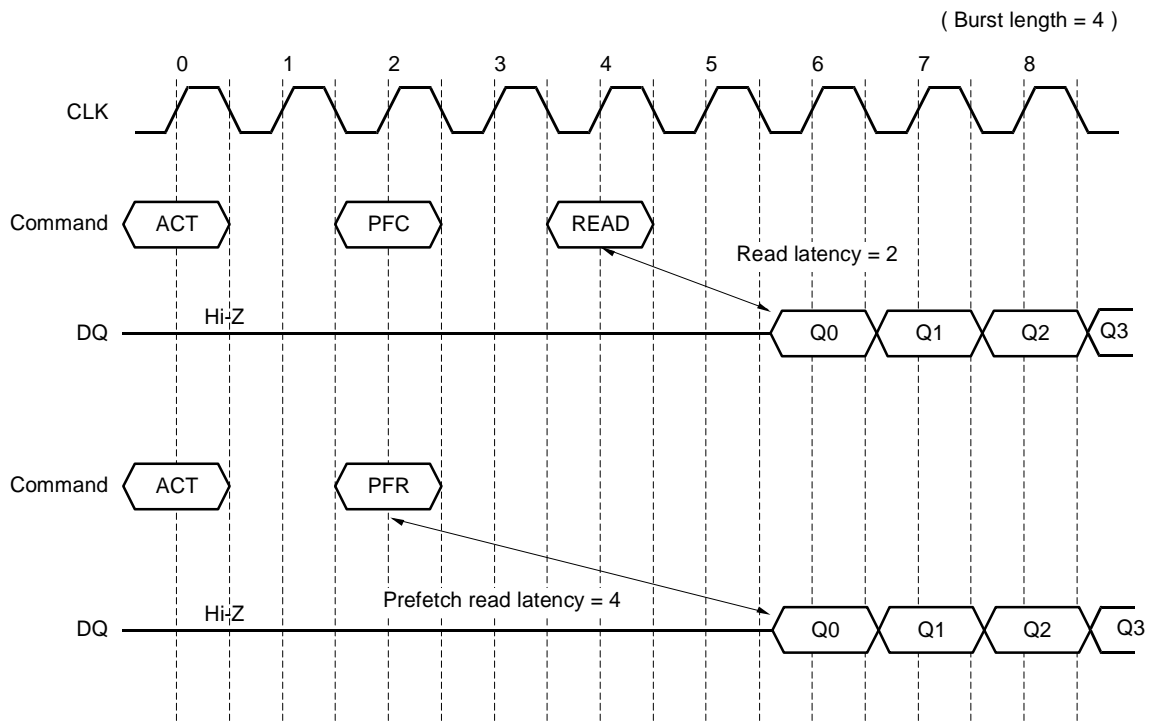 ( Burst length = 4 )
0 1 2 3 4 5 6 7 8
CLK
Command ACT PFC READ
Read latency = 2
Hi-Z
DQ Q0 Q1 Q2 Q3
Command ACT PFR
Prefetch read latency = 4
Hi-Z
DQ Q0 Q1 Q2 Q3